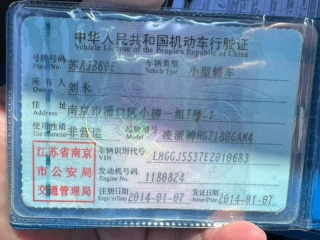 中华人民共和国机动车行驶证
Vehicle License of the People's Republic of China
号牌号码 苏AJ868F 车辆类型 小型轿车
Plate No. Vehicle Type
所有人 刘永
Owner
住址 南京市浦口区小裤一组7号
Address
使用性质 非营运 品牌型号 凌派牌HG7180GAM4
Use Character Model
江苏省南京
市公安局
交通管理局
车辆识别代号 LHGGJ5537E2010683
VIN
发动机号码 1180824
Engine No.
注册日期 2014-01-07 发证日期 2014-01-07
Register Date Issue Date